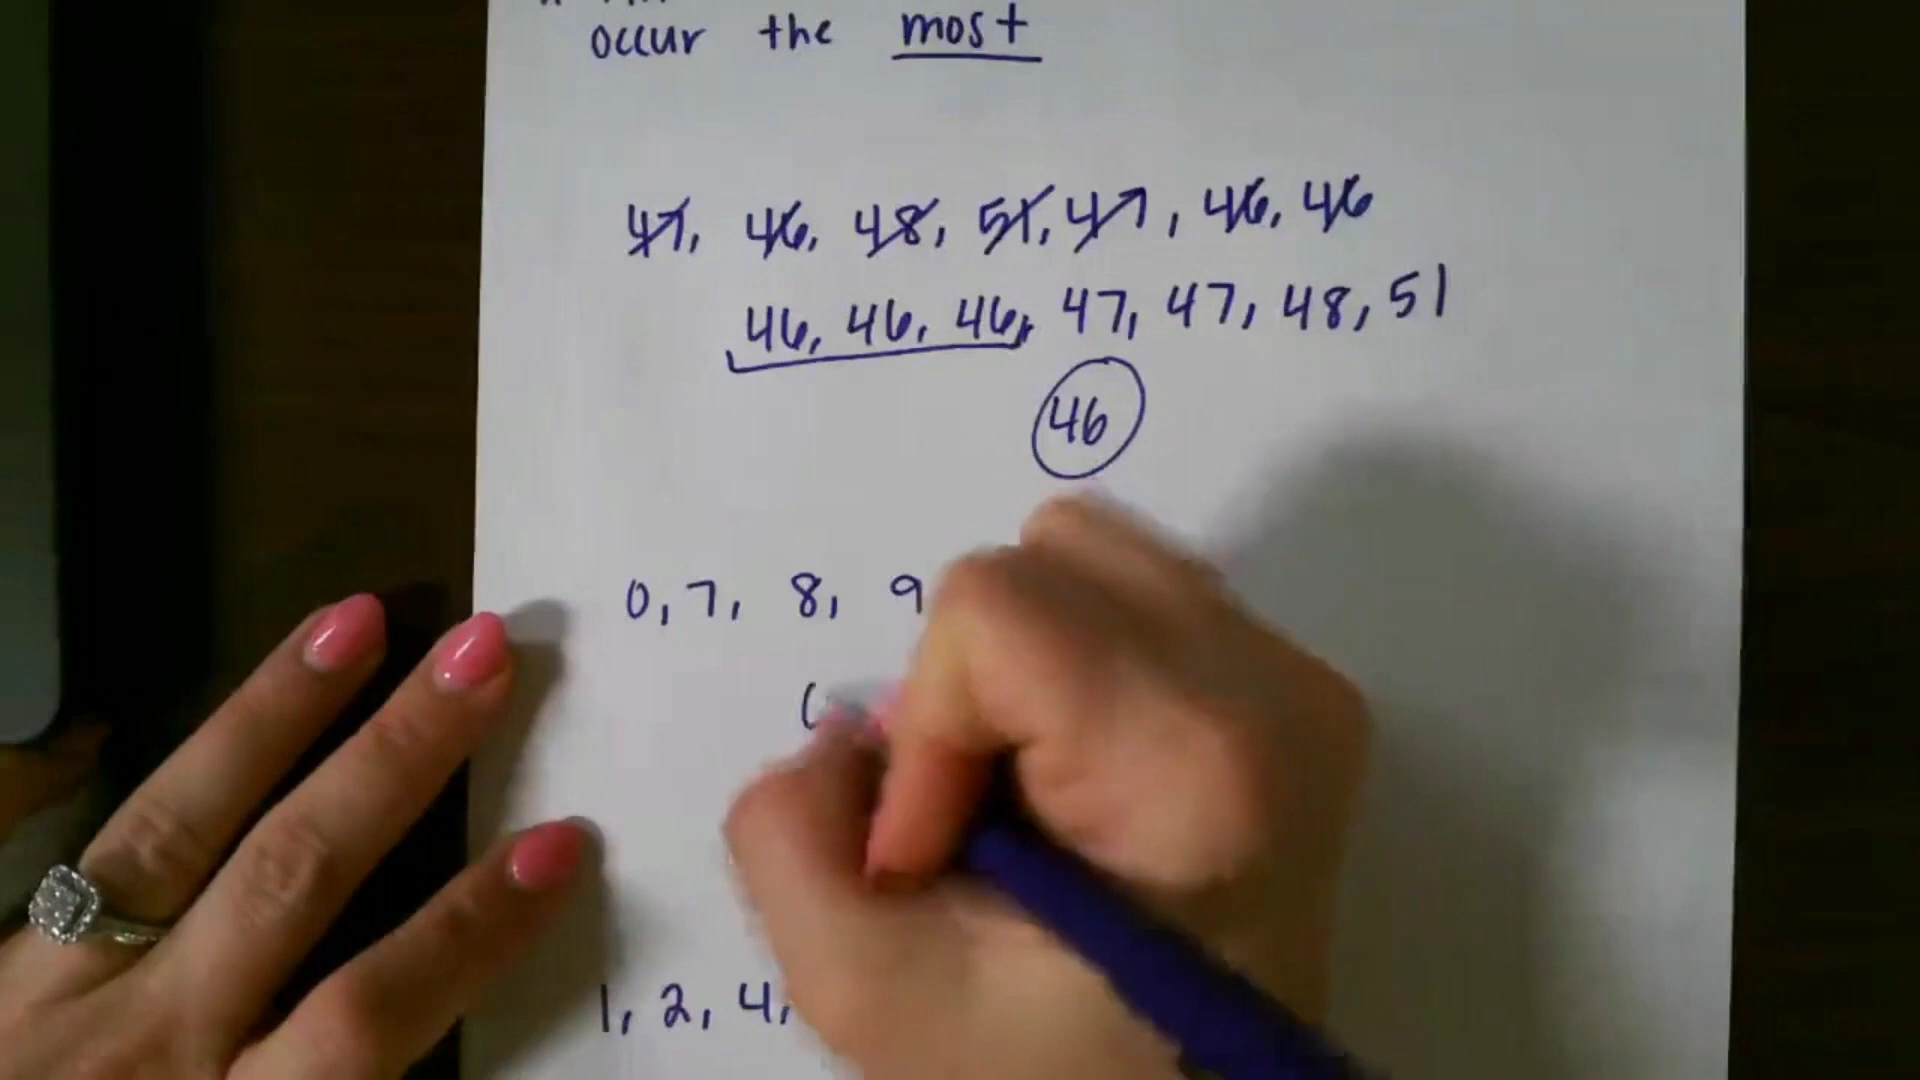 occur the most
47, 46, 48, 51, 47, 46, 46
46, 46, 46, 47, 47, 48, 51
46
0, 7, 8, 9
1, 2, 4,